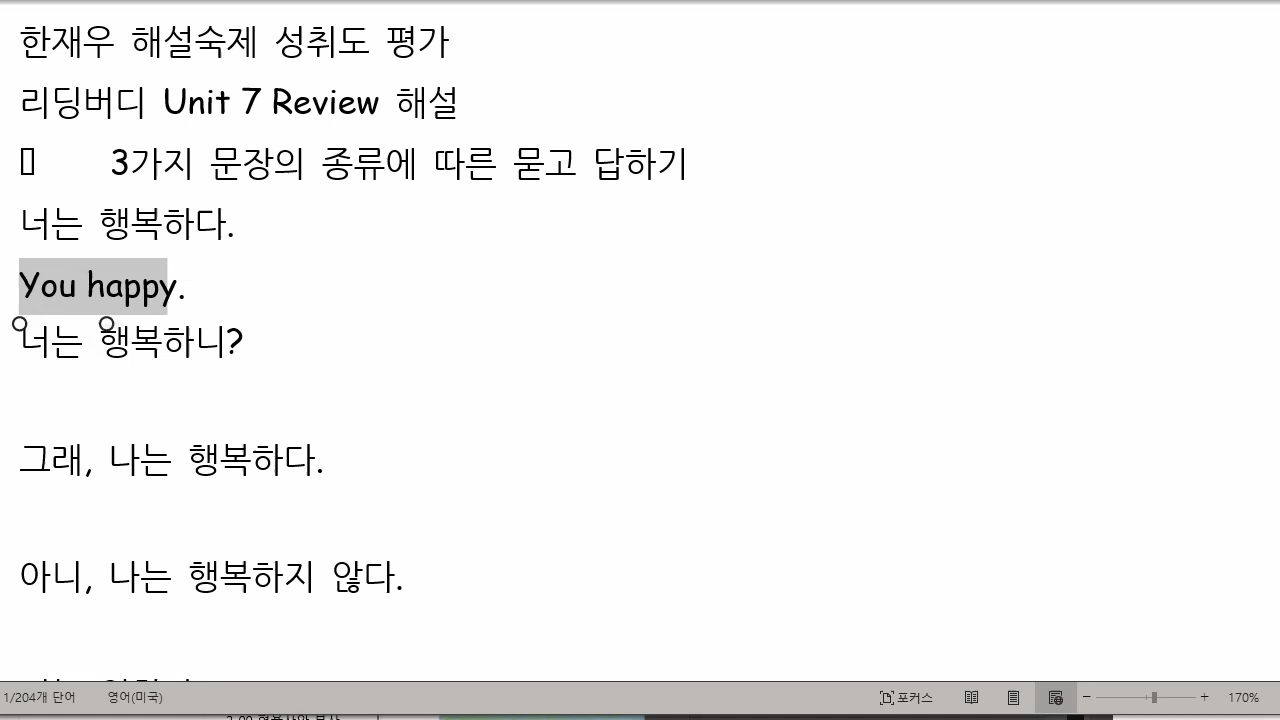 한재우 해설숙제 성취도 평가
리딩버디 Unit 7 Review 해설
3가지 문장의 종류에 따른 묻고 답하기
너는 행복하다.
You happy.
너는 행복하니?
그래, 나는 행복하다.
아니, 나는 행복하지 않다.
1/204개 단어 영어(미국) 포커스 170%